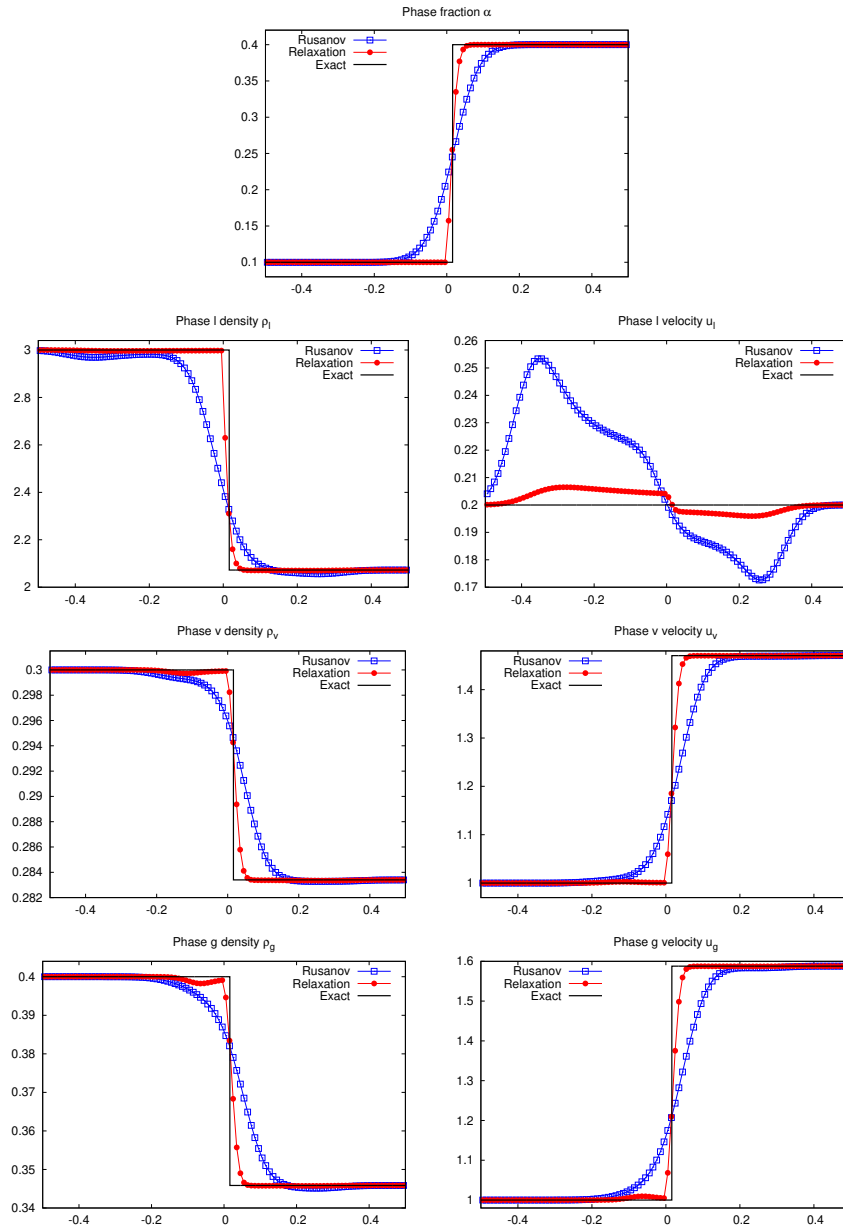 Phase fraction α
Rusanov
Relaxation
Exact
0.4
0.35
0.3
0.25
0.2
0.15
0.1
-0.4 -0.2 0 0.2 0.4
Phase l density ρl
Rusanov
Relaxation
Exact
3
2.8
2.6
2.4
2.2
2
-0.4 -0.2 0 0.2 0.4
Phase l velocity ul
Rusanov
Relaxation
Exact
0.26
0.25
0.24
0.23
0.22
0.21
0.2
0.19
0.18
0.17
-0.4 -0.2 0 0.2 0.4
Phase v density ρv
Rusanov
Relaxation
Exact
0.3
0.298
0.296
0.294
0.292
0.29
0.288
0.286
0.284
0.282
-0.4 -0.2 0 0.2 0.4
Phase v velocity uv
Rusanov
Relaxation
Exact
1.4
1.3
1.2
1.1
1
-0.4 -0.2 0 0.2 0.4
Phase g density ρg
Rusanov
Relaxation
Exact
0.4
0.39
0.38
0.37
0.36
0.35
0.34
-0.4 -0.2 0 0.2 0.4
Phase g velocity ug
Rusanov
Relaxation
Exact
1.6
1.5
1.4
1.3
1.2
1.1
1
-0.4 -0.2 0 0.2 0.4